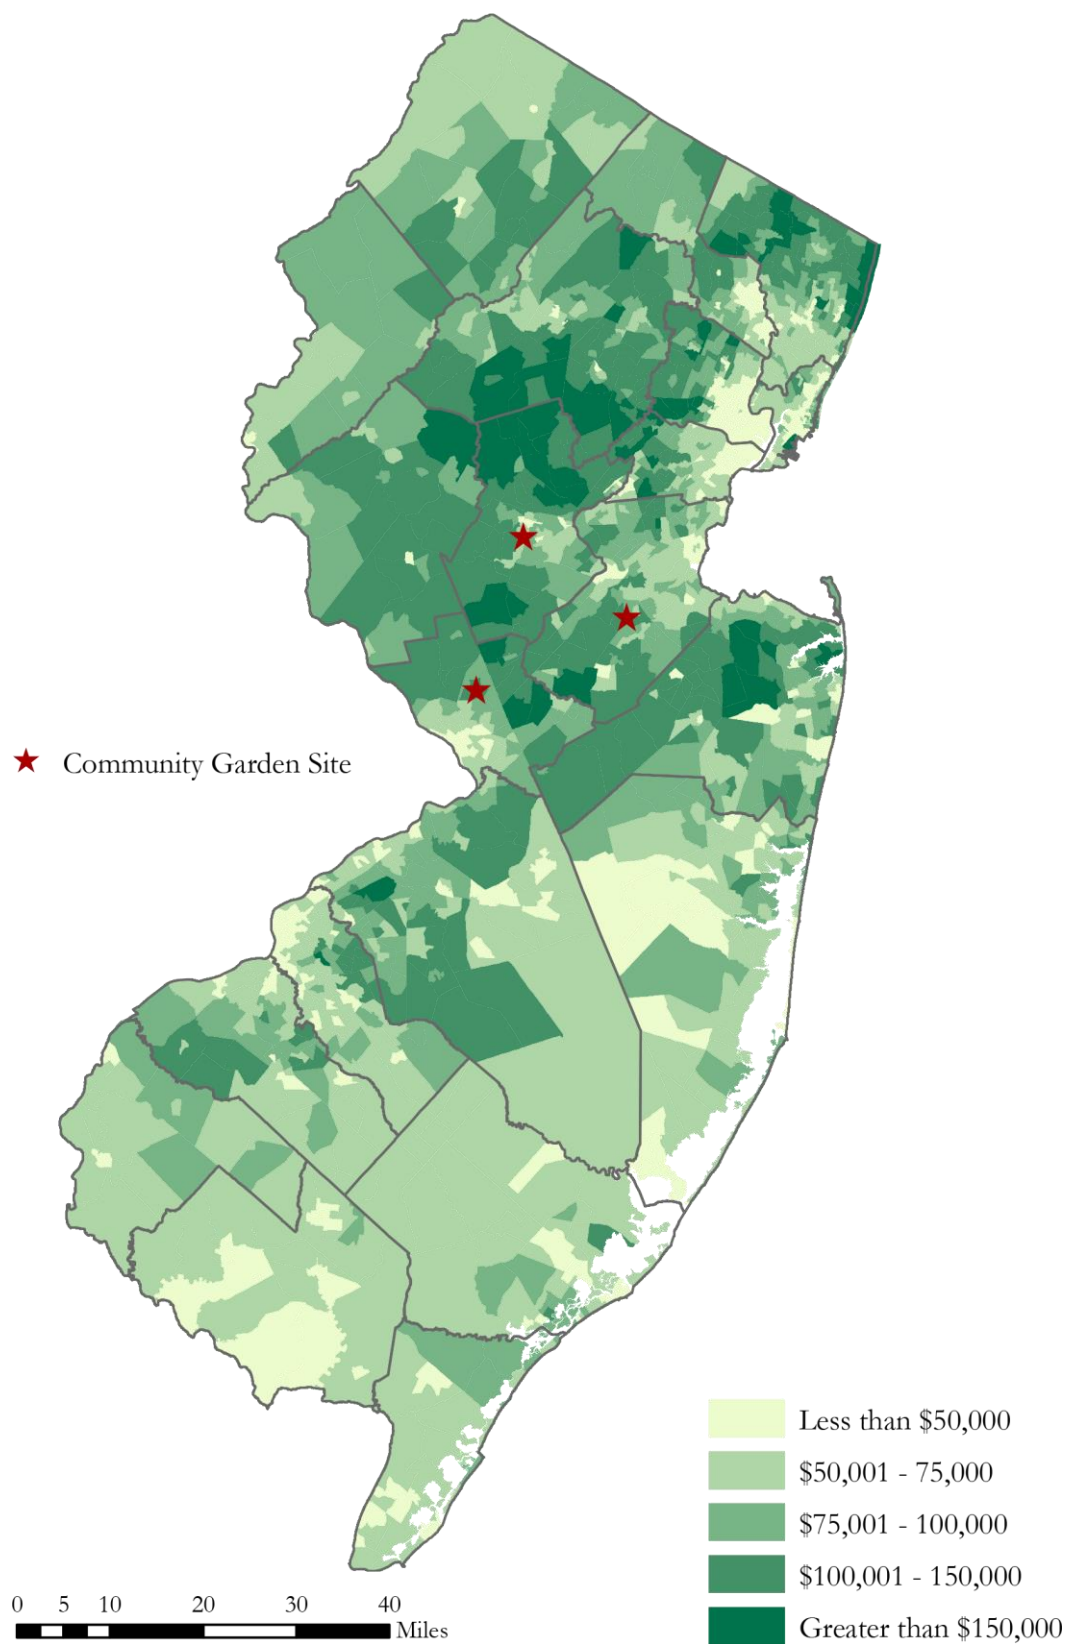 Community Garden Site
Less than $50,000
$50,001 - 75,000
$75,001 - 100,000
$100,001 - 150,000
Greater than $150,000
0 5 10 20 30 40
Miles